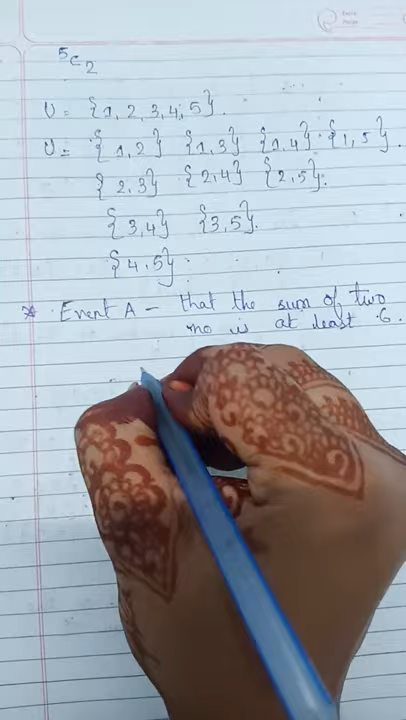 ⁵C₂
U = {1, 2, 3, 4, 5}.
U = {1, 2} {1, 3} {1, 4} {1, 5}.
{2, 3} {2, 4} {2, 5}.
{3, 4} {3, 5}.
{4, 5}.
* Event A - that the sum of two
no is at least 6.